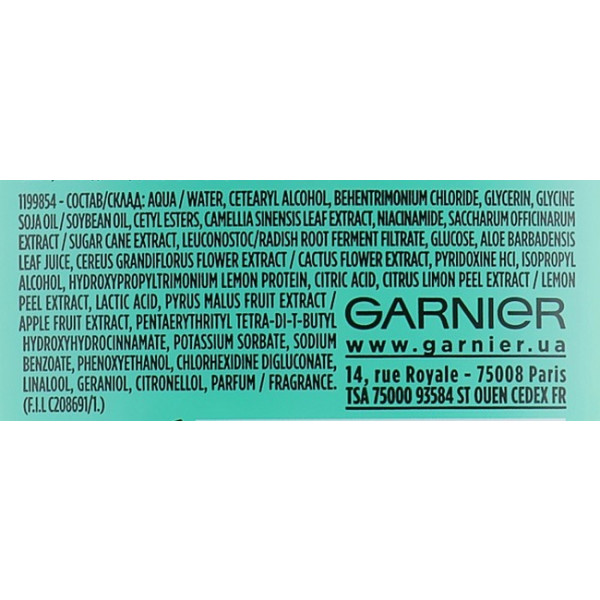 1199854 - СОСТАВ/СКЛАД: AQUA / WATER, CETEARYL ALCOHOL, BEHENTRIMONIUM CHLORIDE, GLYCERIN, GLYCINE
SOJA OIL / SOYBEAN OIL, CETYL ESTERS, CAMELLIA SINENSIS LEAF EXTRACT, NIACINAMIDE, SACCHARUM OFFICINARUM
EXTRACT / SUGAR CANE EXTRACT, LEUCONOSTOC/RADISH ROOT FERMENT FILTRATE, GLUCOSE, ALOE BARBADENSIS
LEAF JUICE, CEREUS GRANDIFLORUS FLOWER EXTRACT / CACTUS FLOWER EXTRACT, PYRIDOXINE HCl, ISOPROPYL
ALCOHOL, HYDROXYPROPYLTRIMONIUM LEMON PROTEIN, CITRIC ACID, CITRUS LIMON PEEL EXTRACT / LEMON
PEEL EXTRACT, LACTIC ACID, PYRUS MALUS FRUIT EXTRACT /
APPLE FRUIT EXTRACT, PENTAERYTHRITYL TETRA-DI-T-BUTYL
HYDROXYHYDROCINNAMATE, POTASSIUM SORBATE, SODIUM
BENZOATE, PHENOXYETHANOL, CHLORHEXIDINE DIGLUCONATE,
LINALOOL, GERANIOL, CITRONELLOL, PARFUM / FRAGRANCE.
(F.I.L C208691/1.)
GARNIER
www.garnier.ua
14, rue Royale - 75008 Paris
TSA 75000 93584 ST OUEN CEDEX FR